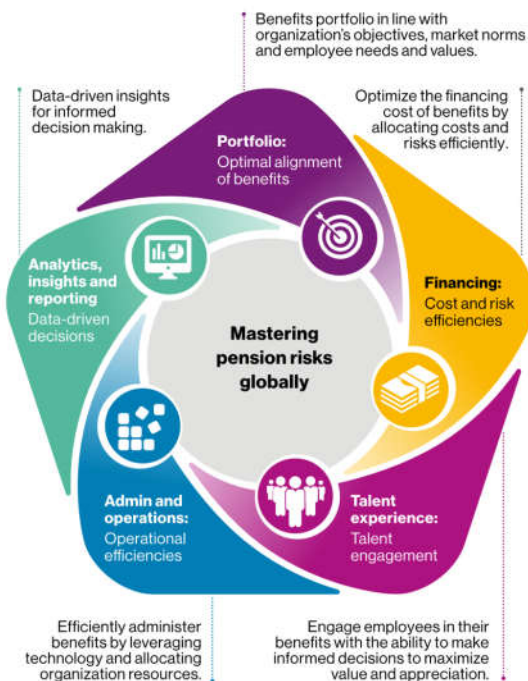 Benefits portfolio in line with
organization's objectives, market norms
and employee needs and values.
Data-driven insights
for informed
decision making.
Optimize the financing
cost of benefits by
allocating costs and
risks efficiently.
Portfolio:
Optimal alignment
of benefits
Analytics,
insights and
reporting
Data-driven
decisions
Financing:
Cost and risk
efficiencies
Mastering
pension risks
globally
Admin and
operations:
Operational
efficiencies
Talent
experience:
Talent
engagement
Efficiently administer
benefits by leveraging
technology and allocating
organization resources.
Engage employees in their
benefits with the ability to make
informed decisions to maximize
value and appreciation.